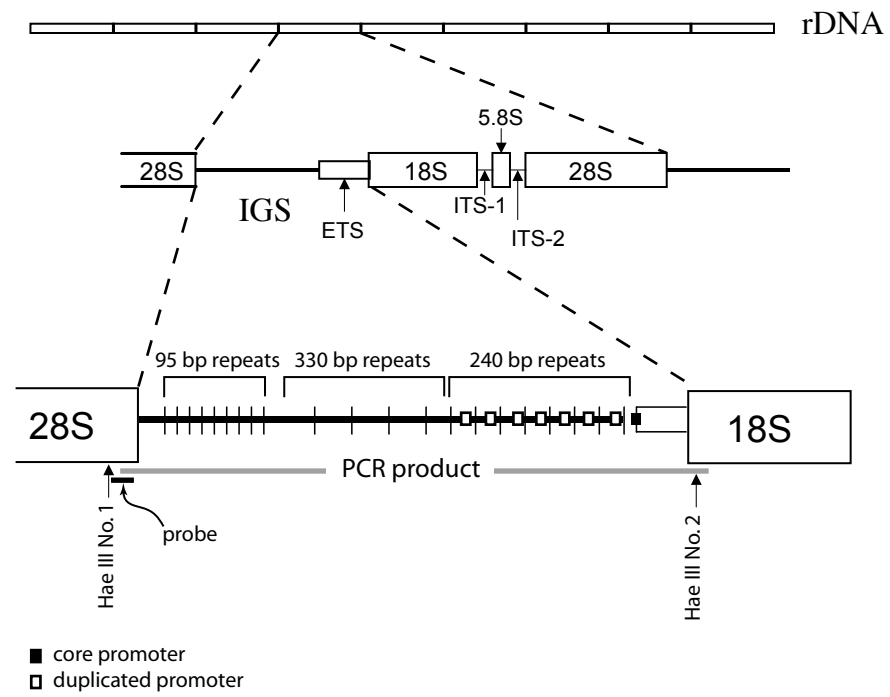 rDNA
5.8S
28S
18S
28S
IGS
ETS
ITS-1
ITS-2
95 bp repeats
330 bp repeats
240 bp repeats
28S
18S
PCR product
Hae III No. 1
probe
Hae III No. 2
core promoter
duplicated promoter